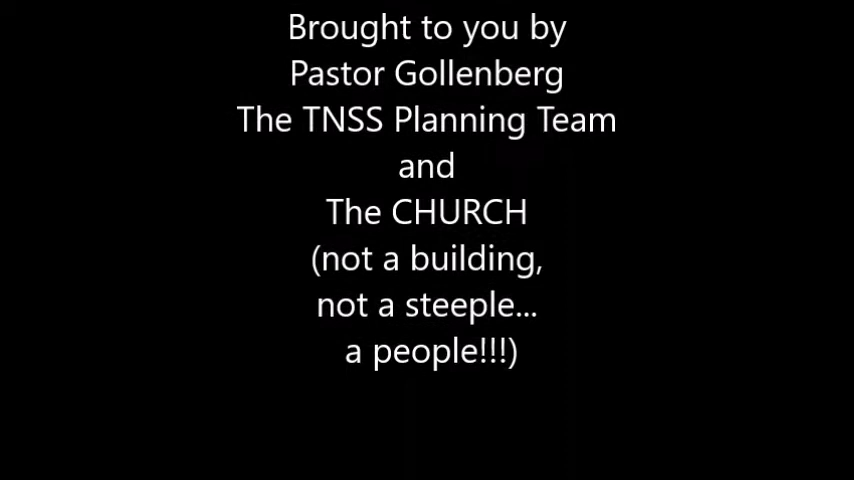 Brought to you by
Pastor Gollenberg
The TNSS Planning Team
and
The CHURCH
(not a building,
not a steeple...
a people!!!)